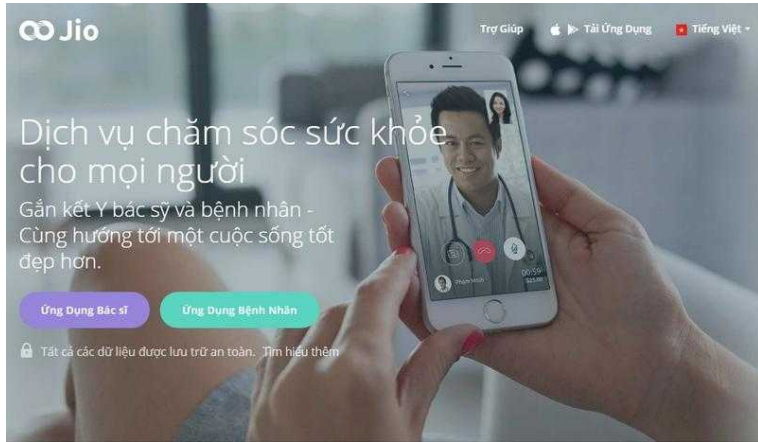 Jio
Trợ Giúp
Tải Ứng Dụng
Tiếng Việt
Dịch vụ chăm sóc sức khỏe
cho mọi người
Gắn kết Y bác sỹ và bệnh nhân -
Cùng hướng tới một cuộc sống tốt
đẹp hơn.
00:59
Ứng Dụng Bác sĩ
Ứng Dụng Bệnh Nhân
Tất cả các dữ liệu được lưu trữ an toàn. Tìm hiểu thêm